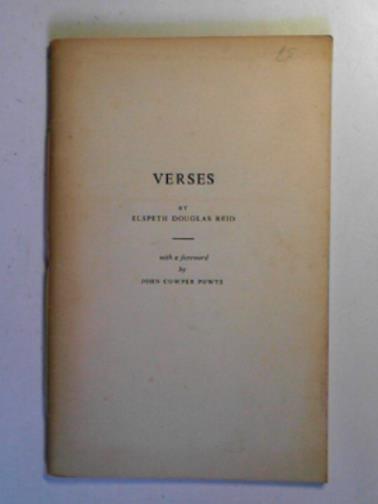 VERSES
BY
ELSPETH DOUGLAS REID
with a foreword
by
JOHN COWPER POWYS